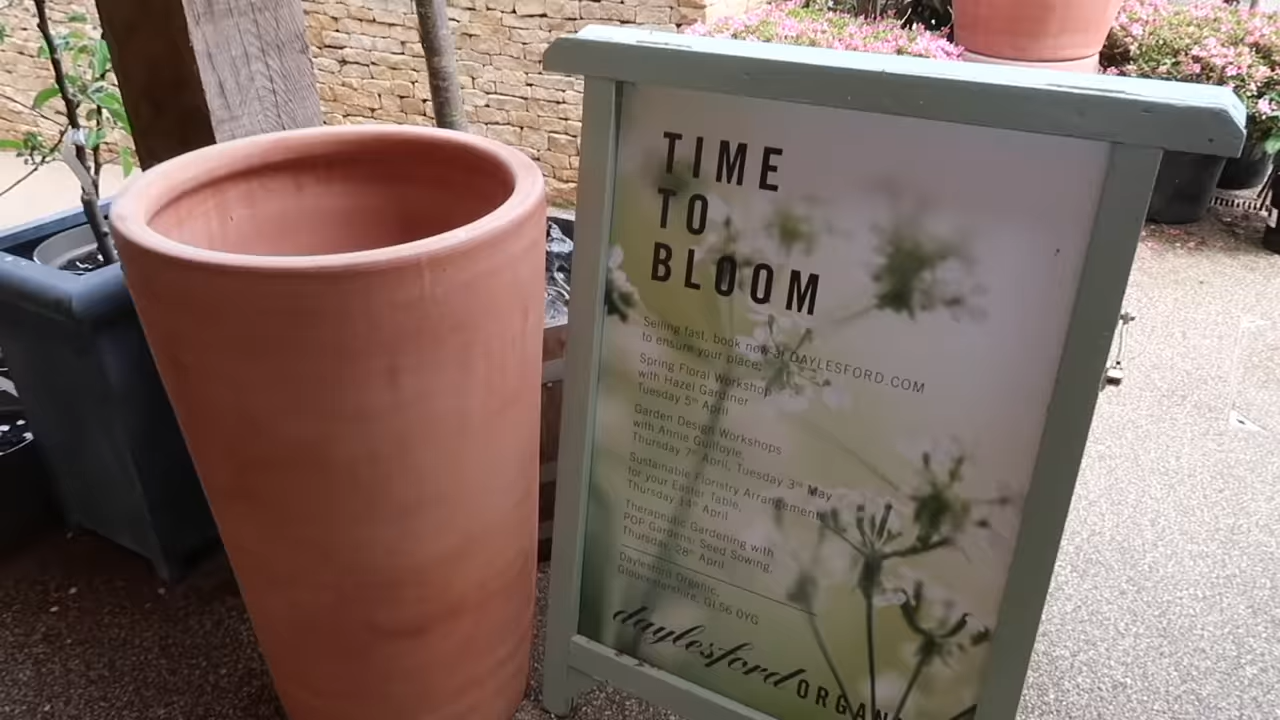 TIME
TO
BLOOM
Selling fast, book now at DAYLESFORD.COM
to ensure your place:
Spring Floral Workshop
with Hazel Gardiner
Tuesday 5th April
Garden Design Workshops
with Annie Guilfoyle,
Thursday 7th April, Tuesday 3rd May
Sustainable Floristry Arrangements
for your Easter Table,
Thursday 14th April
Therapeutic Gardening with
POP Gardens: Seed Sowing,
Thursday, 28th April
Daylesford Organic,
Gloucestershire, GL56 0YG
daylesford ORGAN